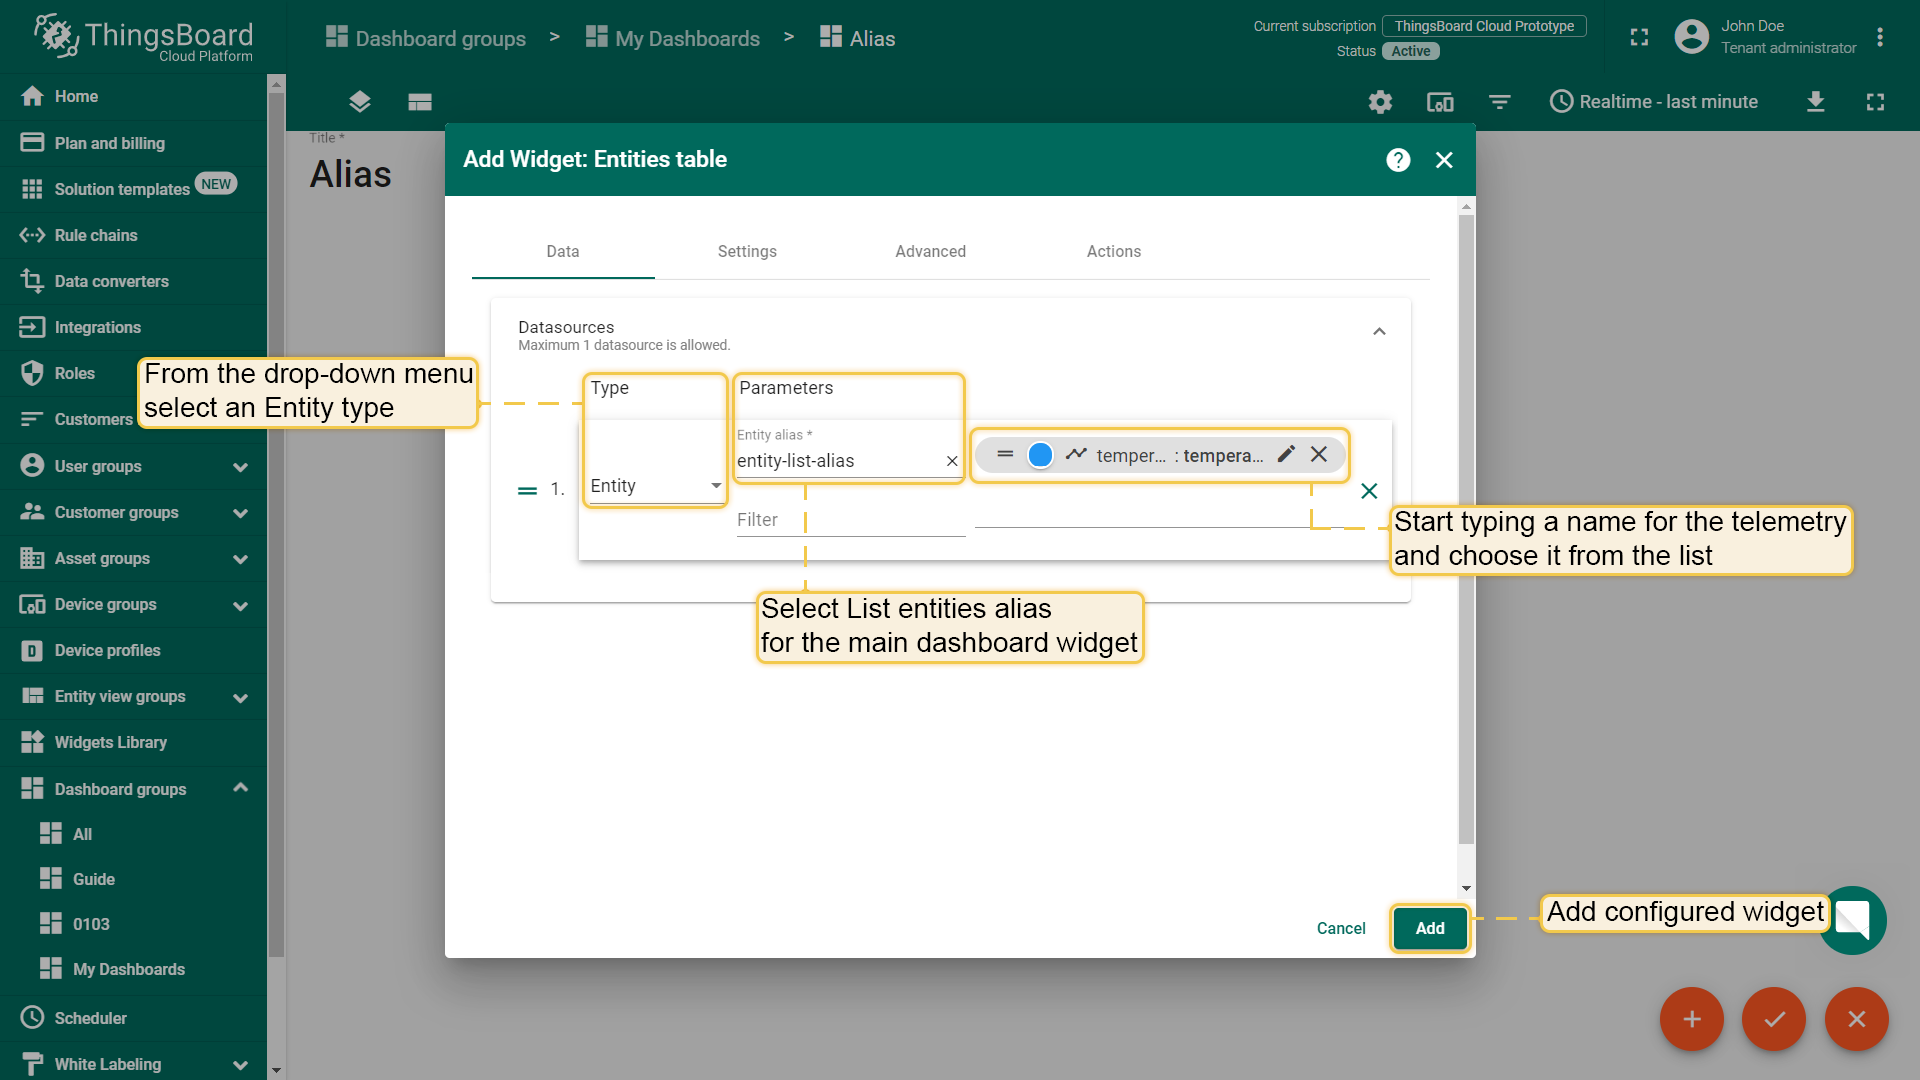 ThingsBoard
Cloud Platform
Dashboard groups > My Dashboards > Alias
Current subscription ThingsBoard Cloud Prototype
Status Active
John Doe
Tenant administrator
Realtime - last minute
Home
Plan and billing
Solution templates NEW
Rule chains
Data converters
Integrations
Roles
Customers
User groups
Customer groups
Asset groups
Device groups
Device profiles
Entity view groups
Widgets Library
Dashboard groups
All
Guide
0103
My Dashboards
Scheduler
White Labeling
Title *
Alias
Add Widget: Entities table
Data Settings Advanced Actions
Datasources
Maximum 1 datasource is allowed.
From the drop-down menu
select an Entity type
Type
Parameters
Entity alias *
entity-list-alias
temper... : tempera...
1.
Entity
Filter
Start typing a name for the telemetry
and choose it from the list
Select List entities alias
for the main dashboard widget
Cancel
Add
Add configured widget